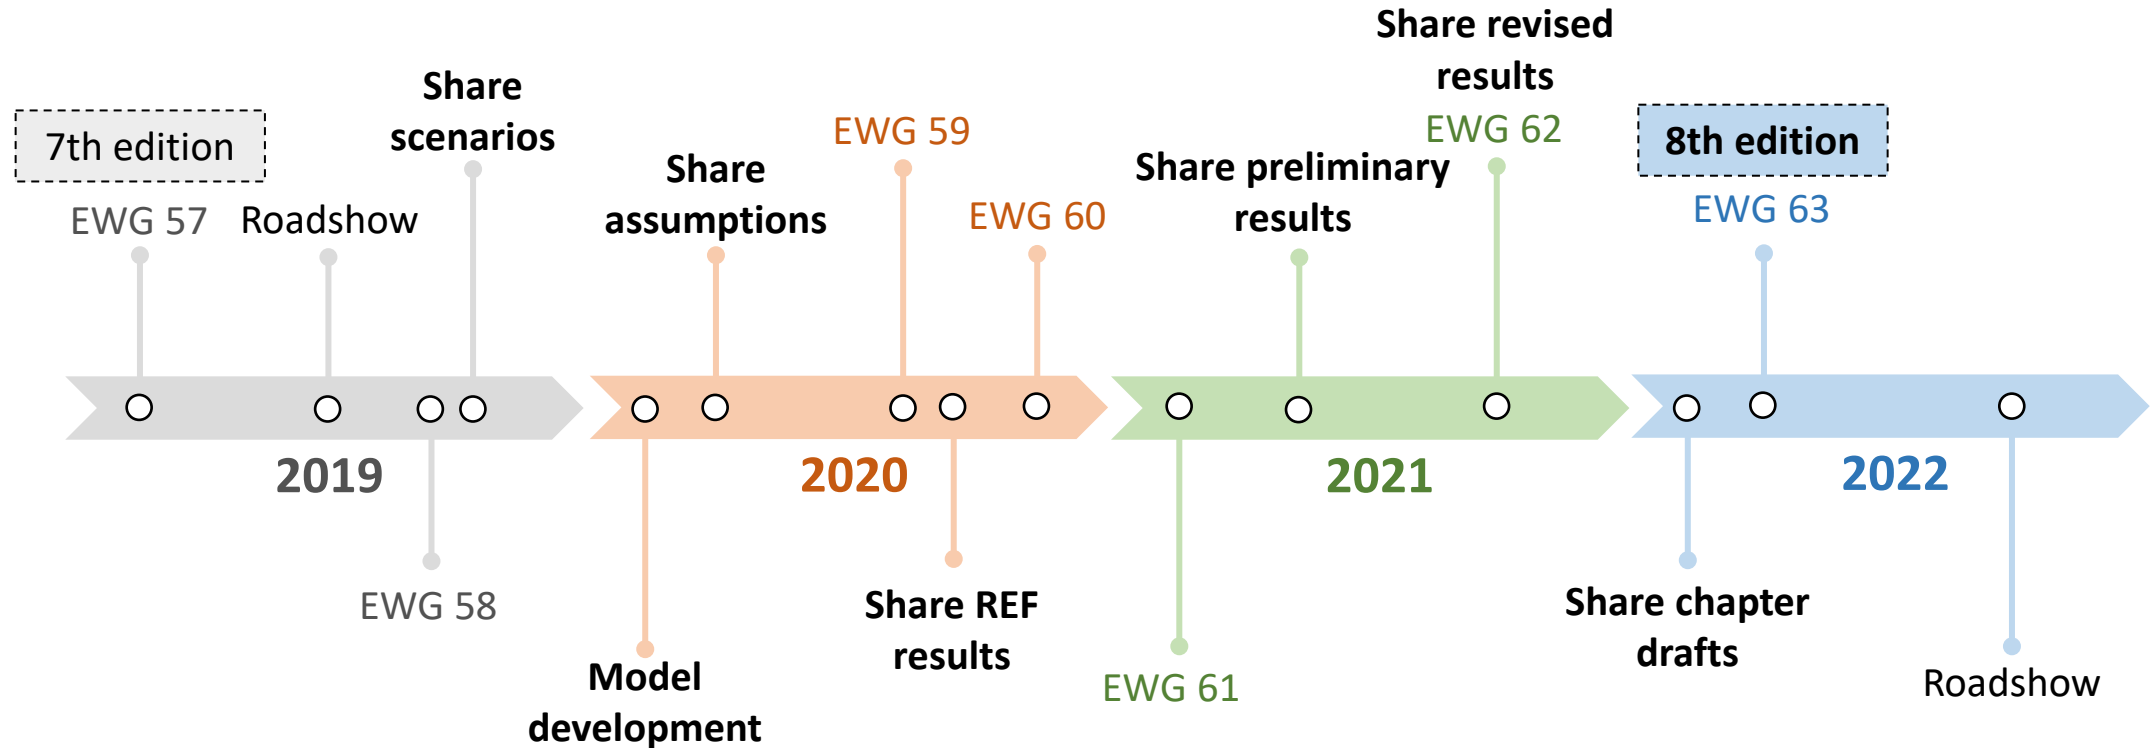 7th edition
EWG 57
Roadshow
Share
scenarios
EWG 58
2019
Model
development
Share
assumptions
EWG 59
Share REF
results
EWG 60
2020
EWG 61
Share preliminary
results
Share revised
results
EWG 62
2021
Share chapter
drafts
8th edition
EWG 63
Roadshow
2022